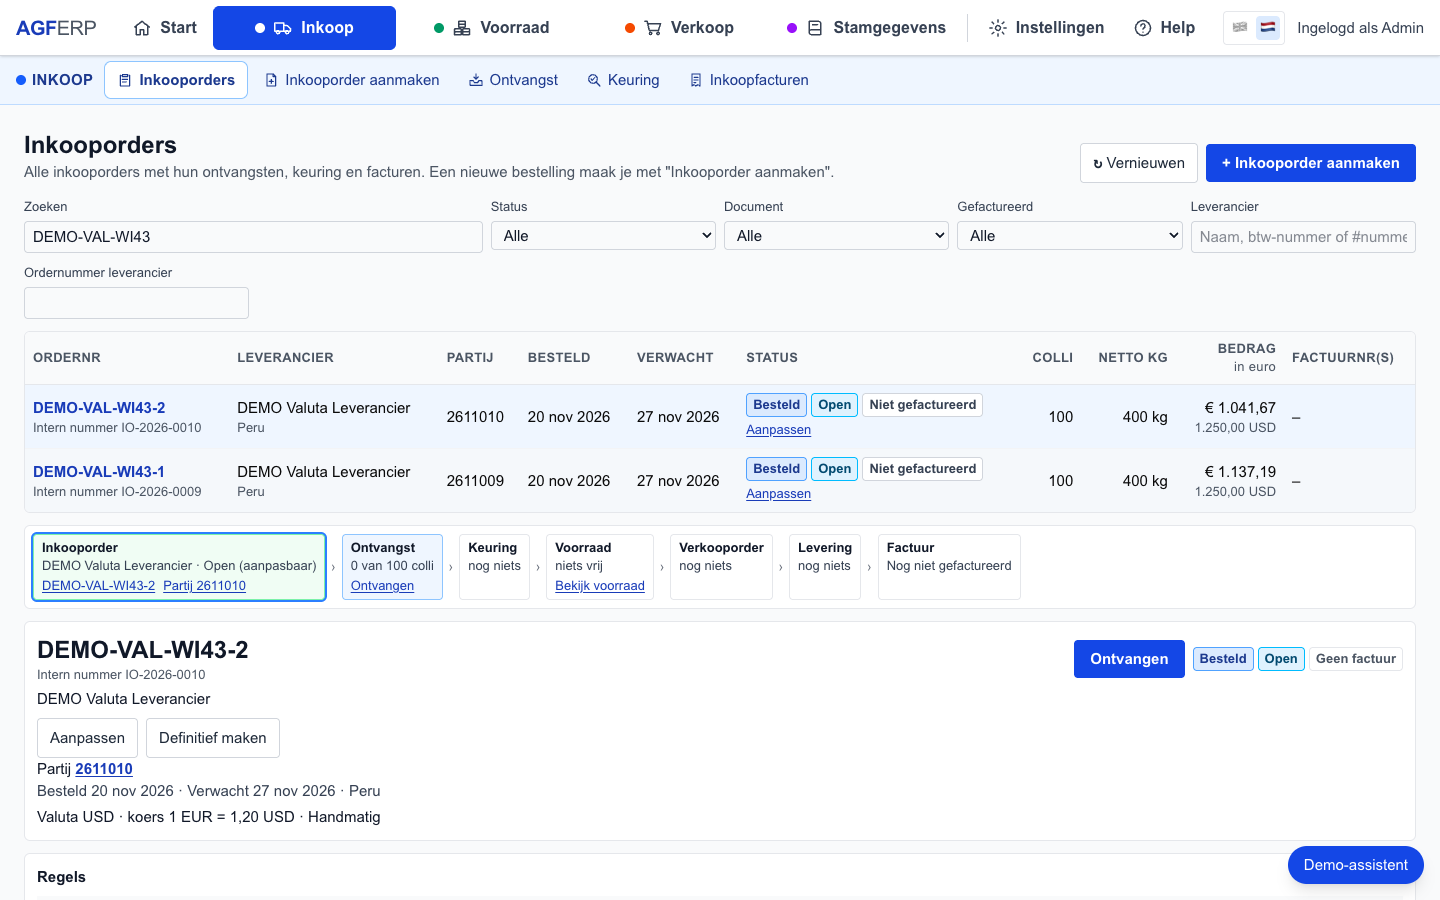 AGFERP
Start
Inkoop
Voorraad
Verkoop
Stamgegevens
Instellingen
Help
Ingelogd als Admin
INKOOP
Inkooporders
Inkooporder aanmaken
Ontvangst
Keuring
Inkoopfacturen
Inkooporders
Alle inkooporders met hun ontvangsten, keuring en facturen. Een nieuwe bestelling maak je met "Inkooporder aanmaken".
↻ Vernieuwen
+ Inkooporder aanmaken
Zoeken
Status
Document
Gefactureerd
Leverancier
DEMO-VAL-WI43
Alle
Alle
Alle
Naam, btw-nummer of #numme
Ordernummer leverancier
ORDERNR LEVERANCIER PARTIJ BESTELD VERWACHT STATUS COLLI NETTO KG BEDRAG in euro FACTUURNR(S)
DEMO-VAL-WI43-2 DEMO Valuta Leverancier 2611010 20 nov 2026 27 nov 2026 Besteld Open Niet gefactureerd 100 400 kg € 1.041,67 –
Intern nummer IO-2026-0010 Peru Aanpassen 1.250,00 USD
DEMO-VAL-WI43-1 DEMO Valuta Leverancier 2611009 20 nov 2026 27 nov 2026 Besteld Open Niet gefactureerd 100 400 kg € 1.137,19 –
Intern nummer IO-2026-0009 Peru Aanpassen 1.250,00 USD
Inkooporder
DEMO Valuta Leverancier · Open (aanpasbaar)
DEMO-VAL-WI43-2 Partij 2611010
›
Ontvangst
0 van 100 colli
Ontvangen
›
Keuring
nog niets
›
Voorraad
niets vrij
Bekijk voorraad
›
Verkooporder
nog niets
›
Levering
nog niets
›
Factuur
Nog niet gefactureerd
DEMO-VAL-WI43-2
Intern nummer IO-2026-0010
DEMO Valuta Leverancier
Ontvangen
Besteld
Open
Geen factuur
Aanpassen
Definitief maken
Partij 2611010
Besteld 20 nov 2026 · Verwacht 27 nov 2026 · Peru
Valuta USD · koers 1 EUR = 1,20 USD · Handmatig
Regels
Demo-assistent